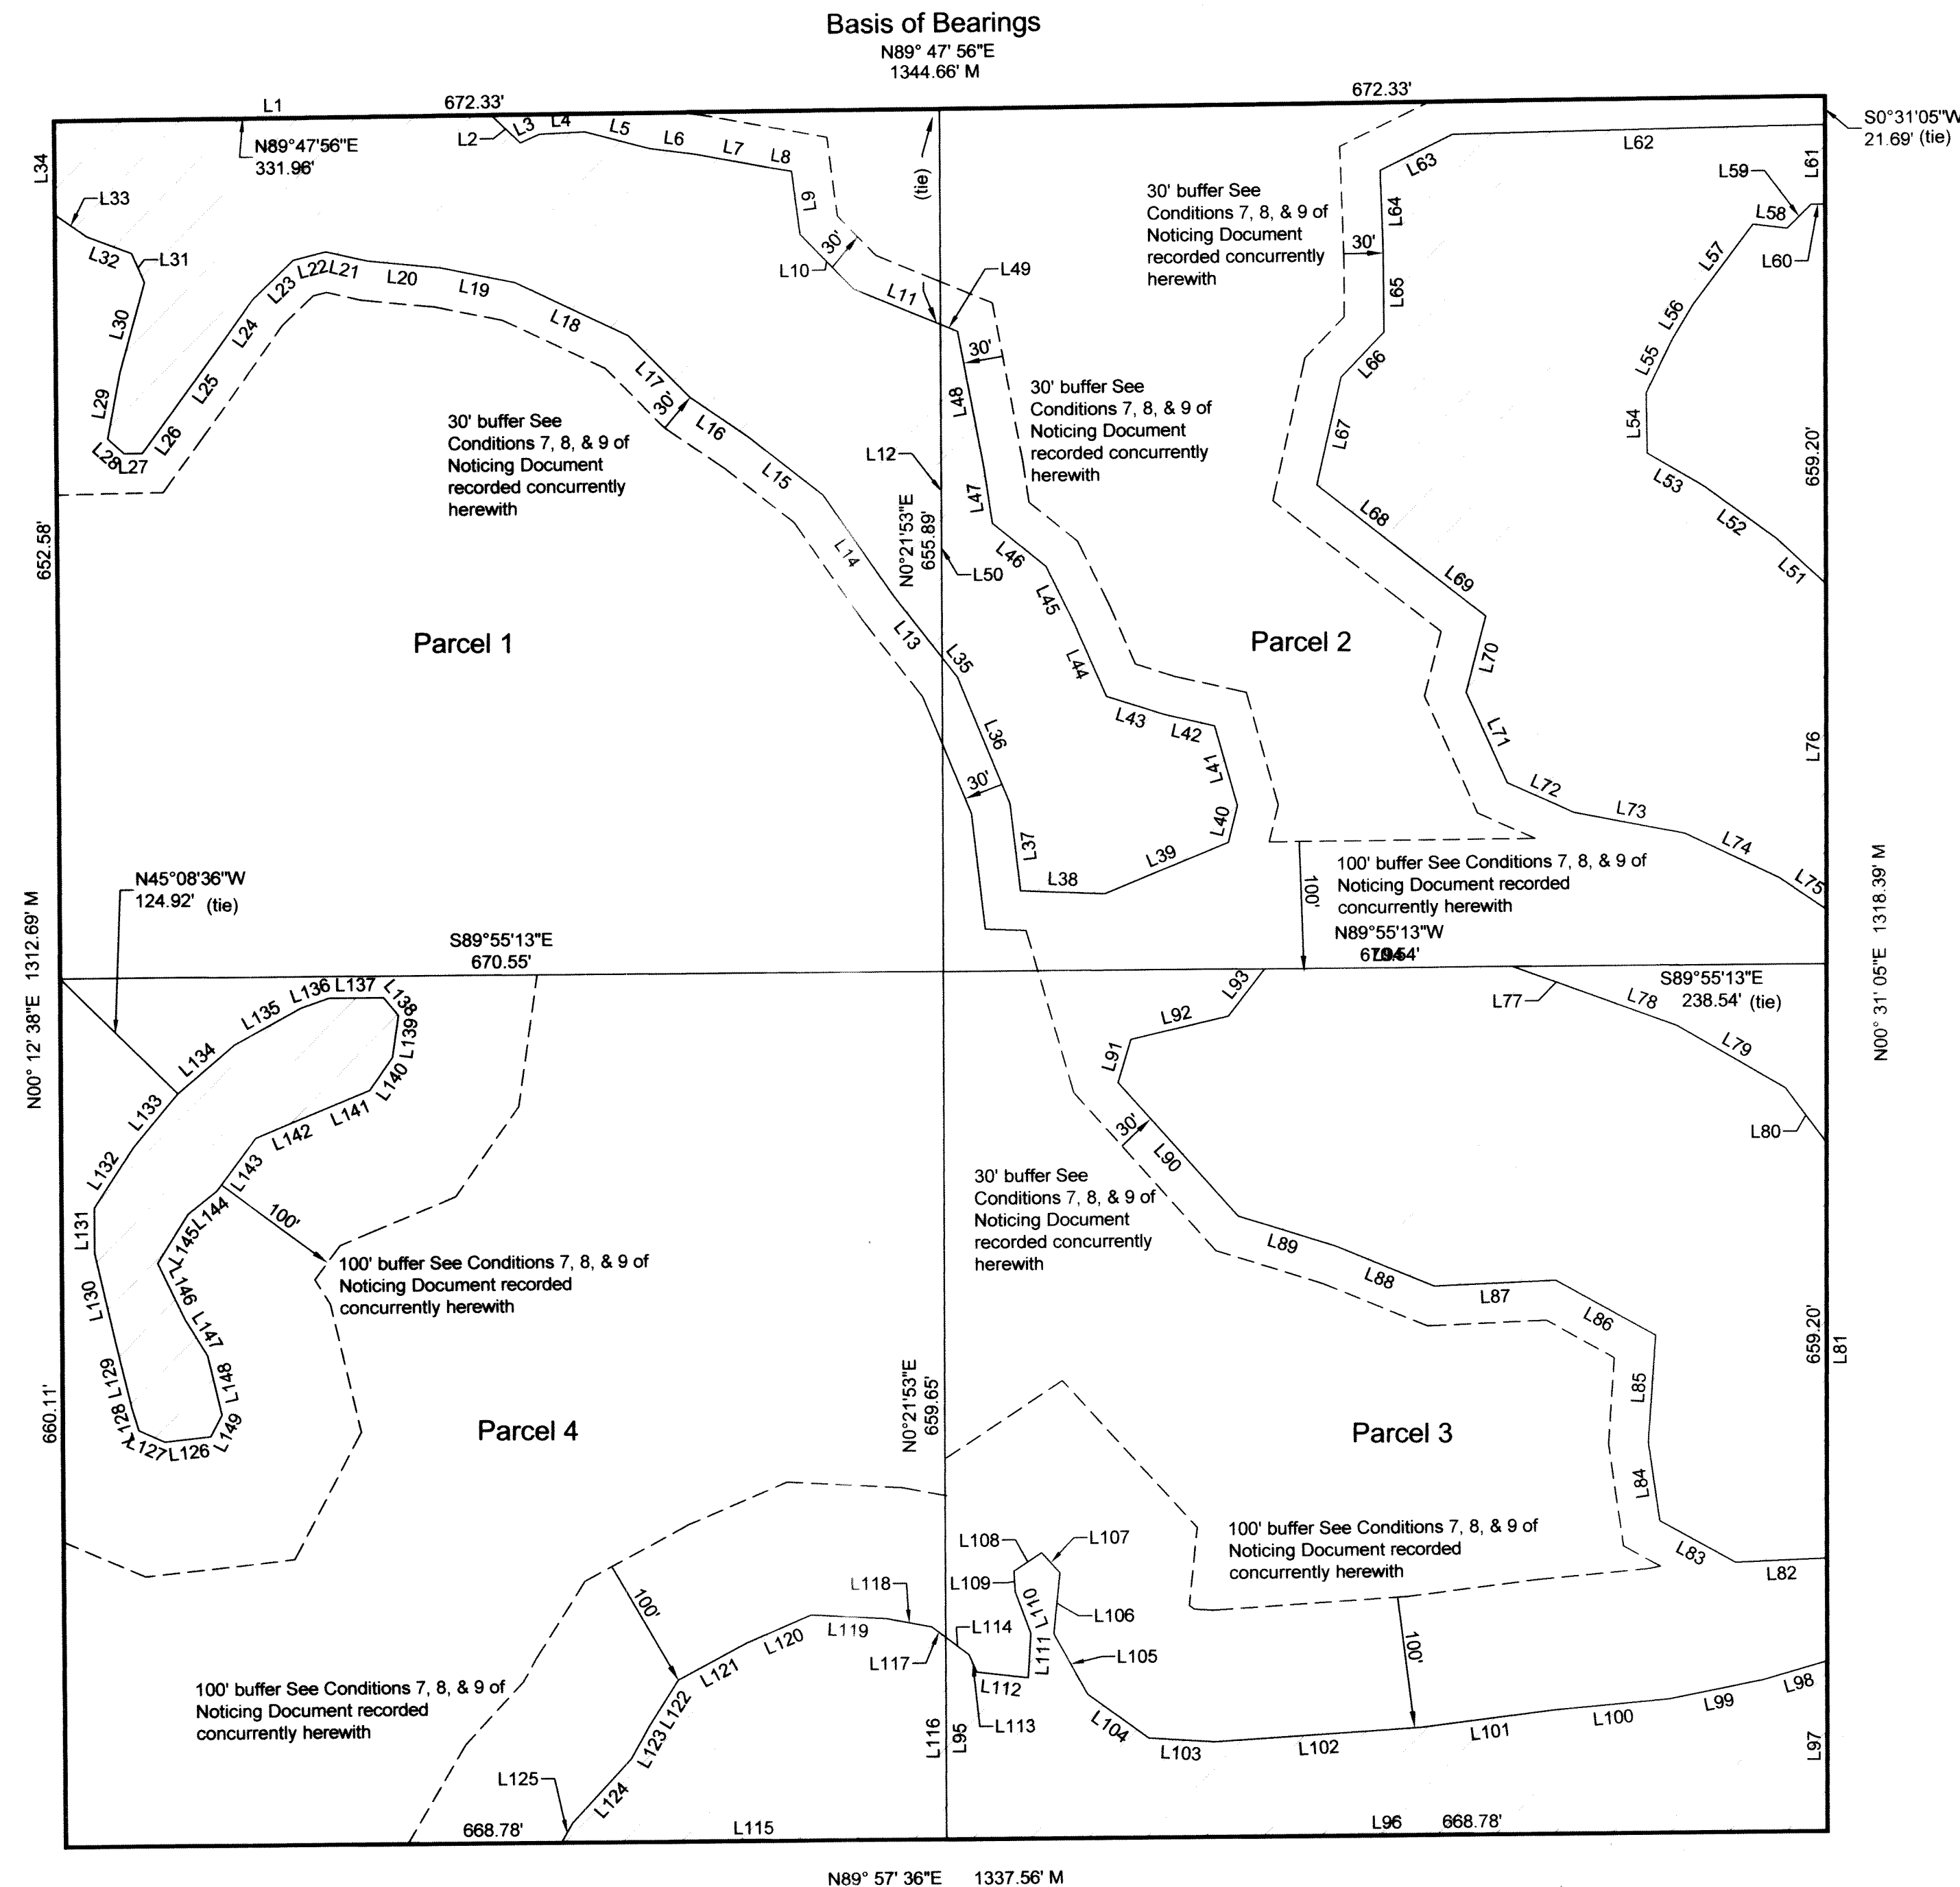 Basis of Bearings
N89° 47' 56"E
1344.66' M
L1
672.33'
672.33'
S0°31'05"W
21.69' (tie)
N89°47'56"E
331.96'
L2
L3
L4
L5
L6
L7
L8
L9
30'
L10
L11
(tie)
L49
L34
L33
L32
L31
L30
L29
L28
L27
L26
L25
L24
L23
L22
L21
L20
L19
L18
L17
30'
L16
L15
L14
L13
30' buffer See
Conditions 7, 8, & 9 of
Noticing Document
recorded concurrently
herewith
30' buffer See
Conditions 7, 8, & 9 of
Noticing Document
recorded concurrently
herewith
30' buffer See
Conditions 7, 8, & 9 of
Noticing Document
recorded concurrently
herewith
30'
L62
L63
L64
L65
L66
L67
L68
L69
L70
L71
L72
L73
L74
L75
L76
L61
L60
L59
L58
L57
L56
L55
L54
L53
L52
L51
659.20'
30'
L48
L47
L46
L45
L44
L43
L42
L41
L40
L39
L38
L37
L36
L35
30'
L12
N0°21'53"E
655.89'
L50
652.58'
Parcel 1
Parcel 2
100' buffer See Conditions 7, 8, & 9 of
Noticing Document recorded
concurrently herewith
100'
N89°55'13"W
S89°55'13"E
238.54' (tie)
N00° 31' 05"E 1318.39' M
N00° 12' 38"E 1312.69' M
N45°08'36"W
124.92' (tie)
S89°55'13"E
670.55'
L77
L78
L79
L80
L81
659.20'
L82
L83
L84
L85
L86
L87
L88
L89
L90
30'
L91
L92
L93
30' buffer See
Conditions 7, 8, & 9 of
Noticing Document
recorded concurrently
herewith
L136
L137
L138
L139
L140
L141
L142
L143
L144
L145
L146
L147
L148
L149
L126
L127
L128
L129
L130
L131
L132
L133
L134
L135
100'
100' buffer See Conditions 7, 8, & 9 of
Noticing Document recorded
concurrently herewith
660.11'
Parcel 4
N0°21'53"E
659.65'
Parcel 3
100' buffer See Conditions 7, 8, & 9 of
Noticing Document recorded
concurrently herewith
100'
L108
L107
L109
L110
L106
L111
L105
L114
L112
L113
L104
L103
L102
L101
L100
L99
L98
L97
L118
L117
L119
L120
L121
L122
L123
L124
L125
100'
100' buffer See Conditions 7, 8, & 9 of
Noticing Document recorded
concurrently herewith
L116
L95
668.78'
L115
L96
668.78'
N89° 57' 36"E 1337.56' M